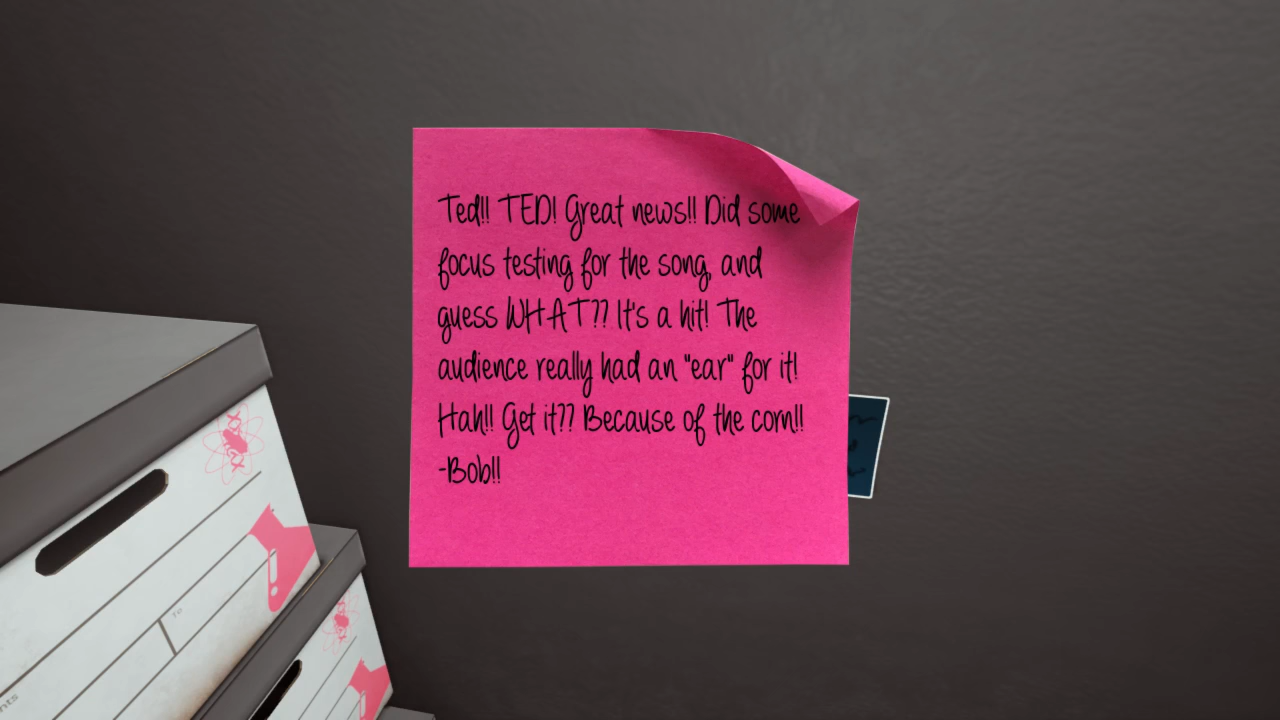 Ted!! TED! Great news!! Did some
focus testing for the song, and
guess WHAT?? It's a hit! The
audience really had an "ear" for it!
Hah!! Get it?? Because of the corn!!
-Bob!!
To